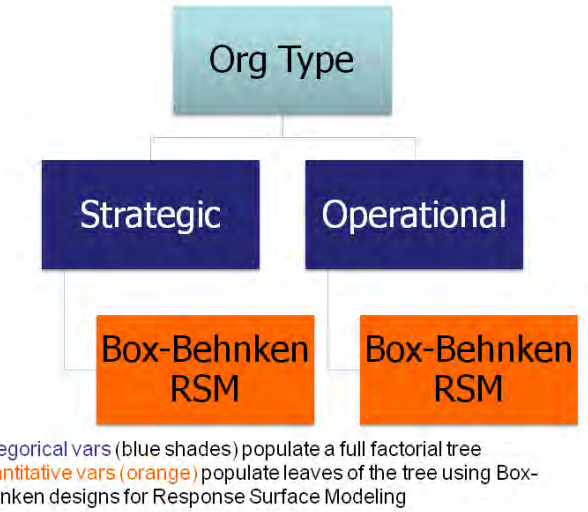 Org Type
Strategic
Operational
Box-Behnken
RSM
Box-Behnken
RSM
egorical vars (blue shades) populate a full factorial tree
antitative vars (orange) populate leaves of the tree using Box-
nken designs for Response Surface Modeling